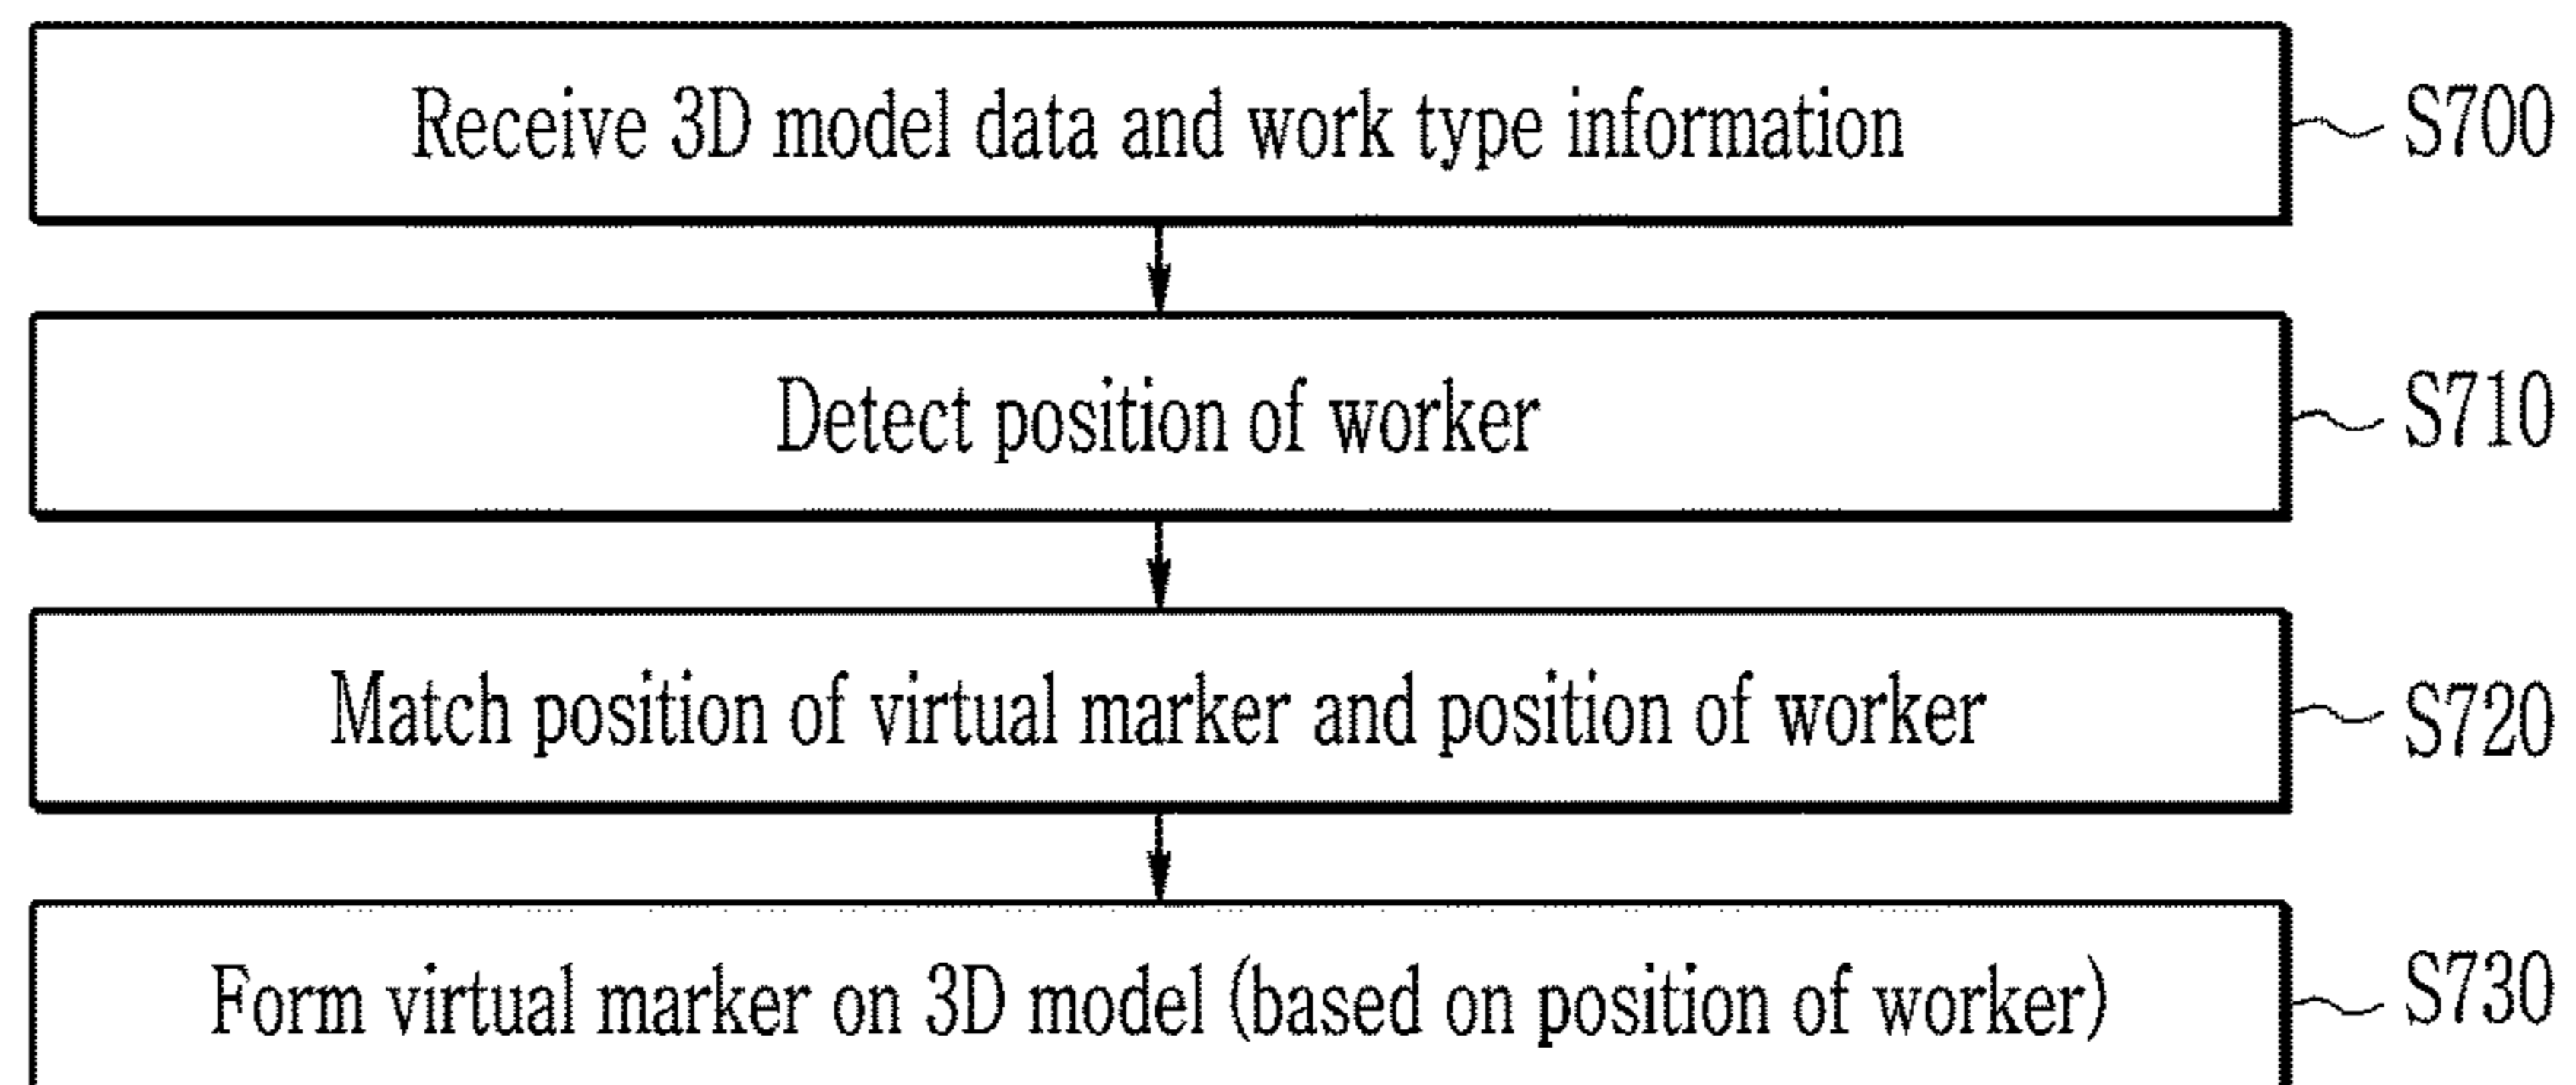 Receive 3D model data and work type information S700
Detect position of worker S710
Match position of virtual marker and position of worker S720
Form virtual marker on 3D model (based on position of worker) S730